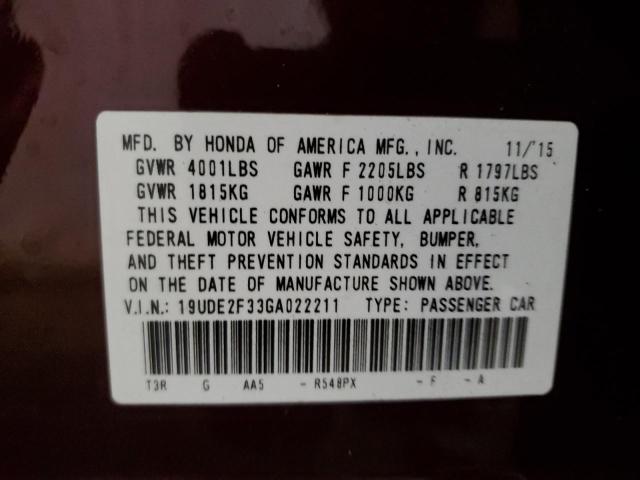 MFD. BY HONDA OF AMERICA MFG., INC. 11/'15
GVWR 4001LBS GAWR F 2205LBS R 1797LBS
GVWR 1815KG GAWR F 1000KG R 815KG
THIS VEHICLE CONFORMS TO ALL APPLICABLE
FEDERAL MOTOR VEHICLE SAFETY, BUMPER,
AND THEFT PREVENTION STANDARDS IN EFFECT
ON THE DATE OF MANUFACTURE SHOWN ABOVE.
V.I.N.: 19UDE2F33GA022211 TYPE: PASSENGER CAR
T3R G AA5 - R548PX - F - A